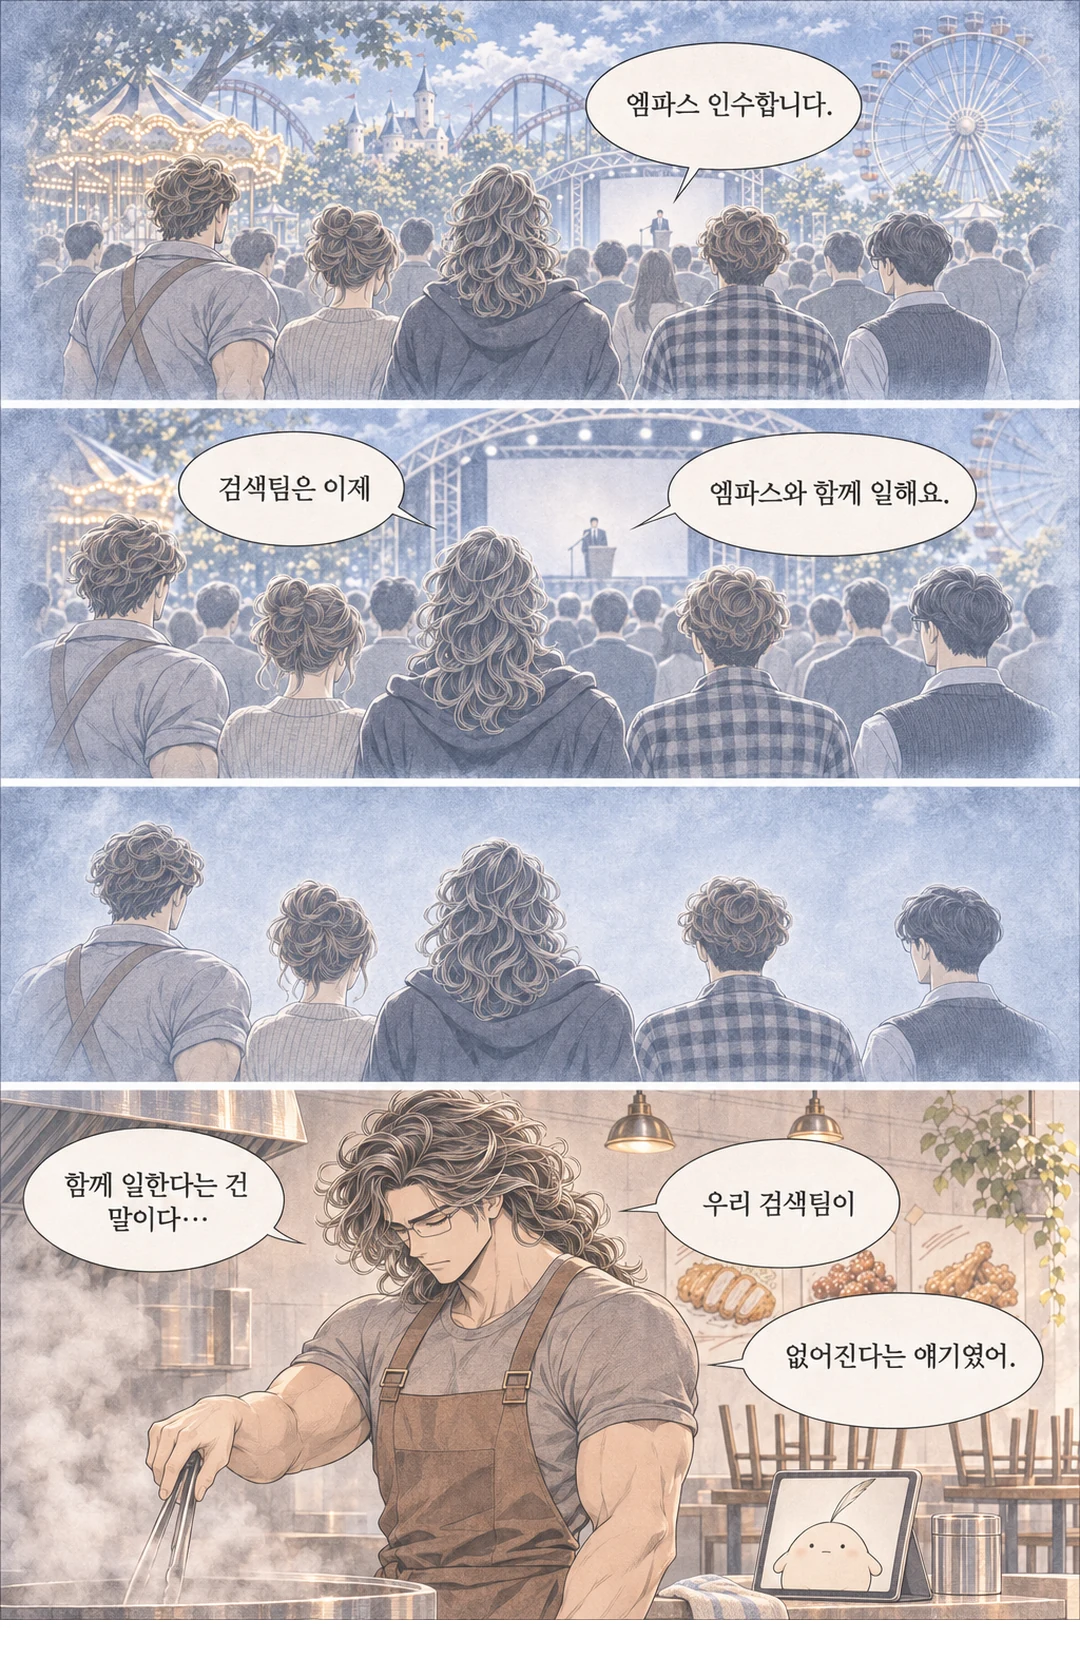 엠파스 인수합니다.
검색팀은 이제
엠파스와 함께 일해요.
함께 일한다는 건
말이다…
우리 검색팀이
없어진다는 얘기였어.